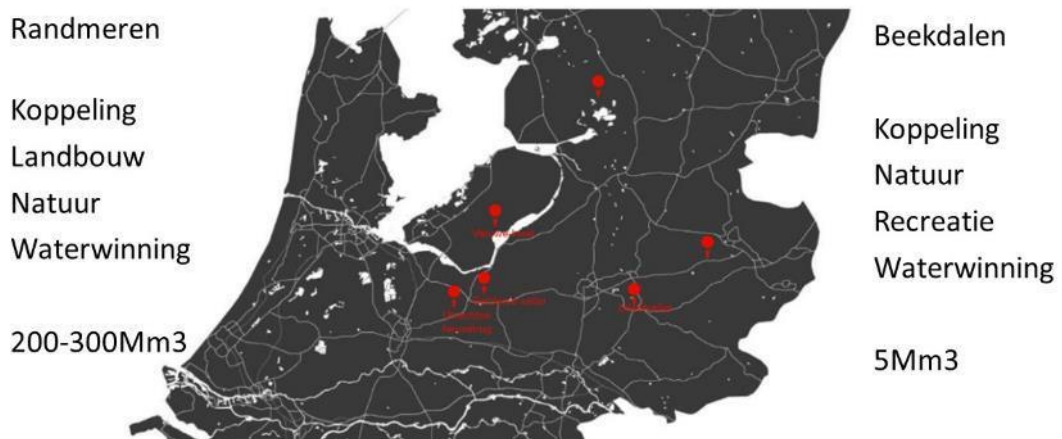 Randmeren
Koppeling
Landbouw
Natuur
Waterwinning
200-300Mm3
Beekdalen
Koppeling
Natuur
Recreatie
Waterwinning
5Mm3